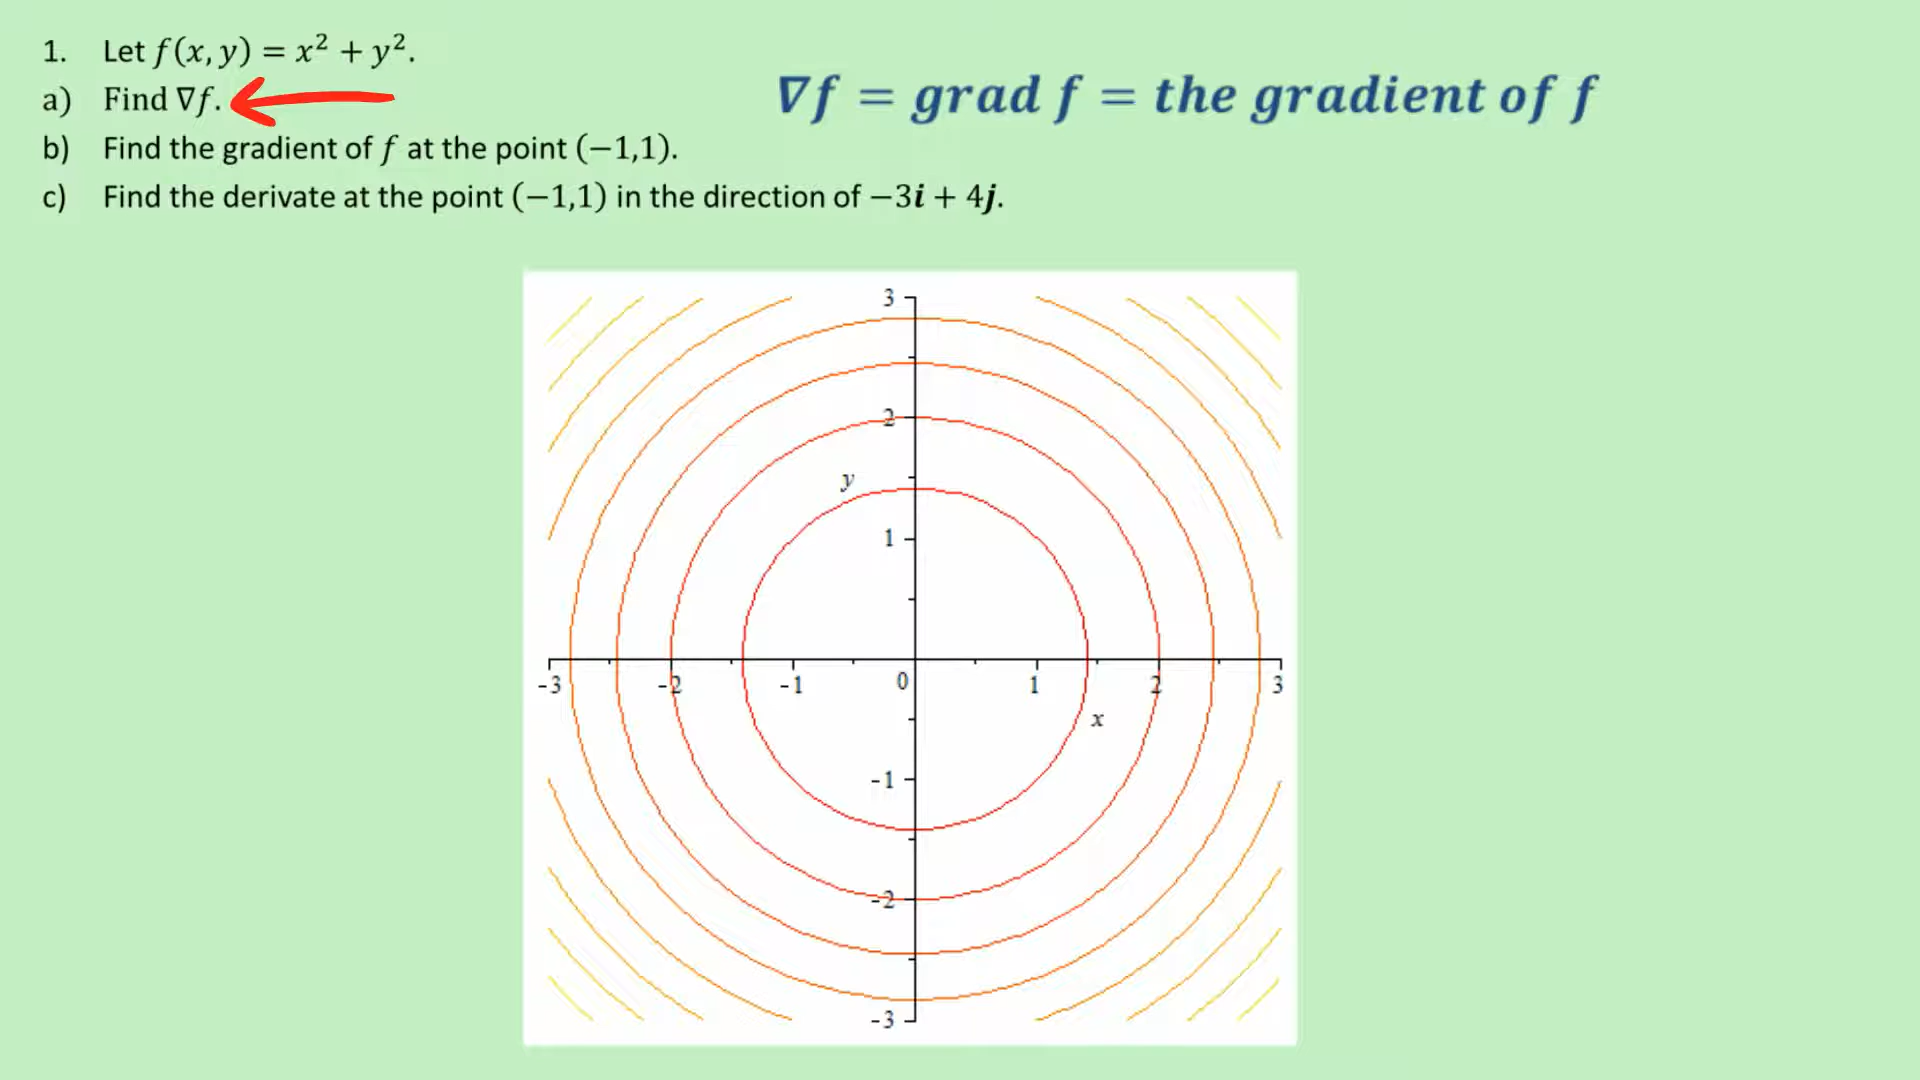 1. Let f(x, y) = x² + y².
a) Find ∇f.
∇f = grad f = the gradient of f
b) Find the gradient of f at the point (−1,1).
c) Find the derivate at the point (−1,1) in the direction of −3i + 4j.
3
2
y
1
-3 -2 -1 0 1 2 3
x
-1
-2
-3